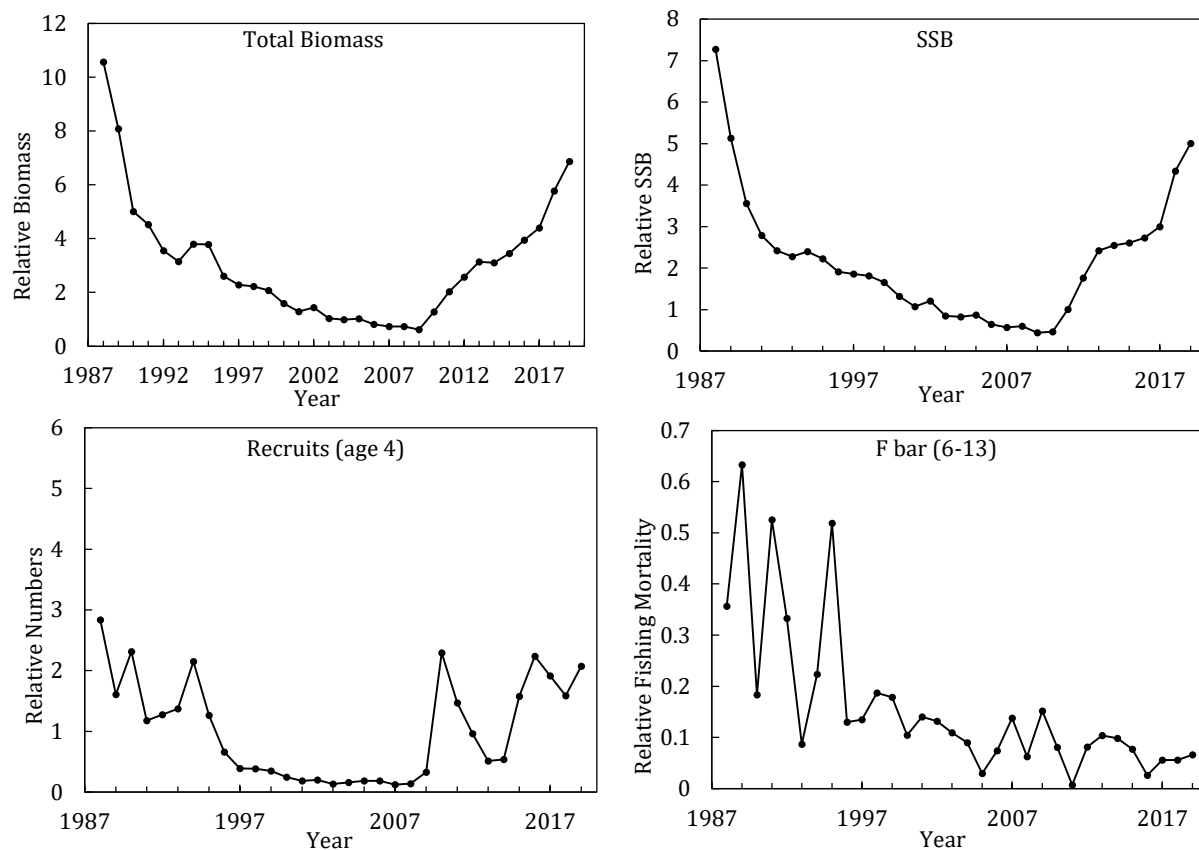 Total Biomass
Relative Biomass
12
10
8
6
4
2
0
1987 1992 1997 2002 2007 2012 2017
Year
SSB
Relative SSB
8
7
6
5
4
3
2
1
0
1987 1997 2007 2017
Year
Recruits (age 4)
Relative Numbers
6
5
4
3
2
1
0
1987 1997 2007 2017
Year
F bar (6-13)
Relative Fishing Mortality
0.7
0.6
0.5
0.4
0.3
0.2
0.1
0
1987 1997 2007 2017
Year